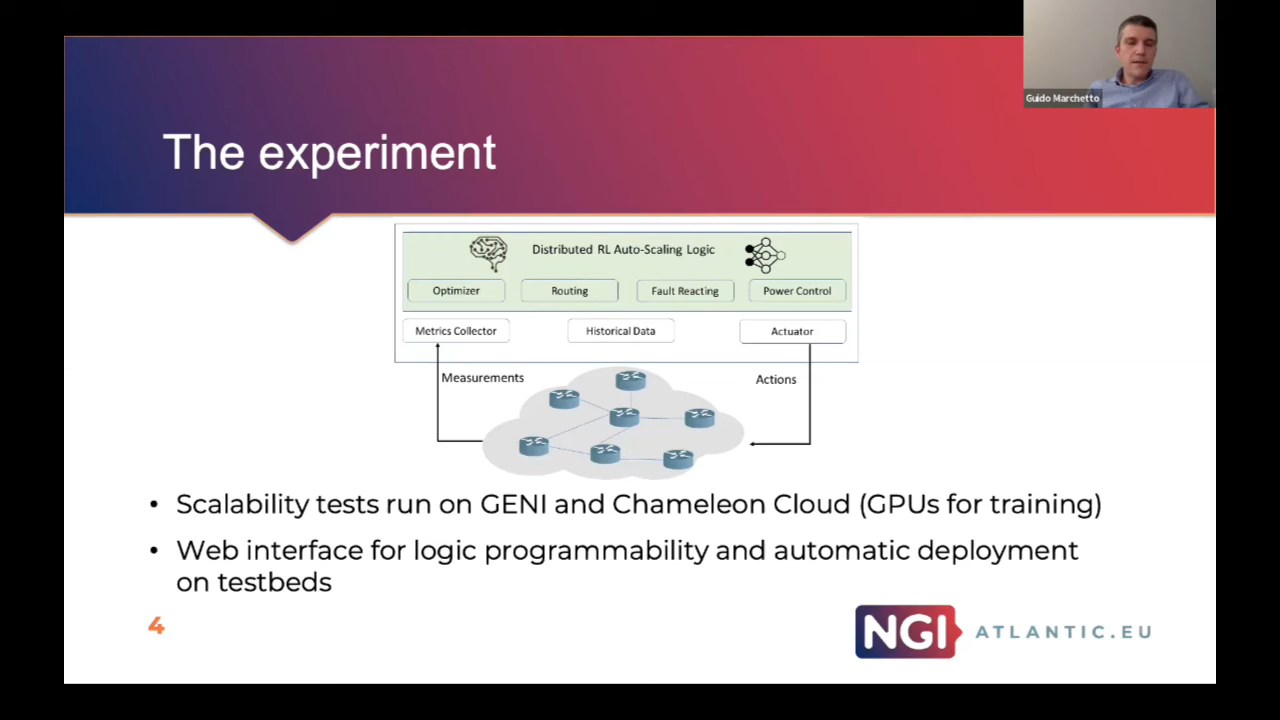 Guido Marchetto
The experiment
Distributed RL Auto-Scaling Logic
Optimizer
Routing
Fault Reacting
Power Control
Metrics Collector
Historical Data
Actuator
Measurements
Actions
• Scalability tests run on GENI and Chameleon Cloud (GPUs for training)
• Web interface for logic programmability and automatic deployment
on testbeds
4
NGI ATLANTIC.EU